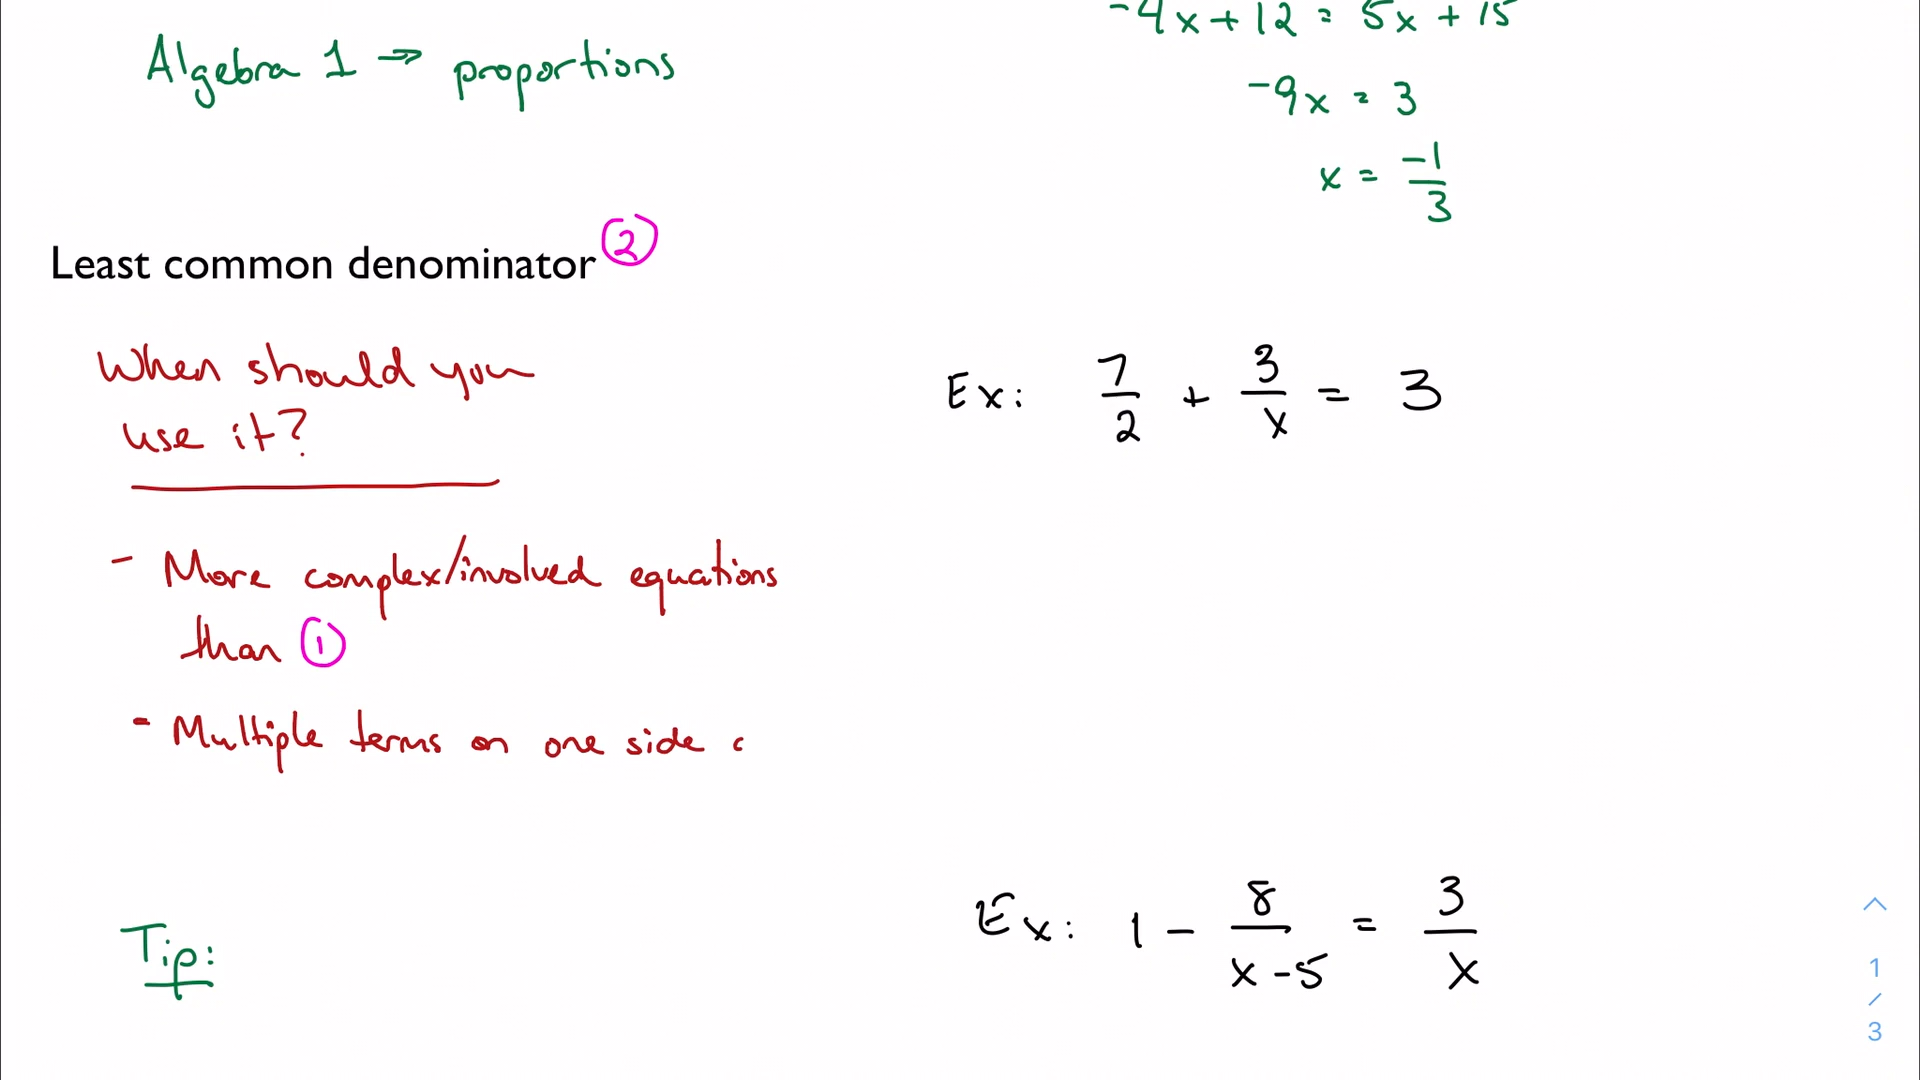 Algebra 1 → proportions
-4x + 12 = 5x + 15
-9x = 3
x = -1/3
Least common denominator ②
When should you
use it?
- More complex/involved equations
than ①
- Multiple terms on one side
Tip:
Ex: 7/2 + 3/x = 3
Ex: 1 - 8/(x-5) = 3/x
^
1
/
3